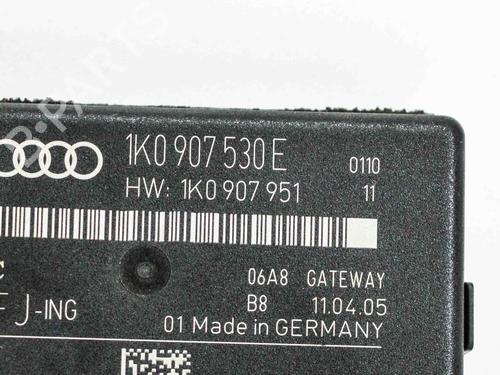 1K0 907 530 E 0110
HW: 1K0 907 951 11
06A8 GATEWAY
B8 11.04.05
J-ING
01 Made in GERMANY